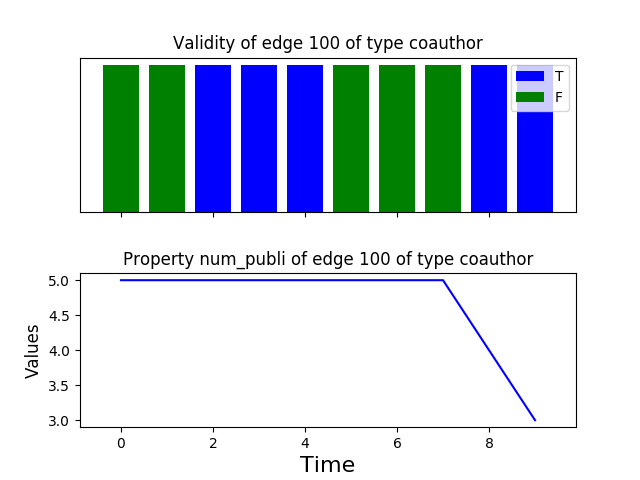 Validity of edge 100 of type coauthor
T
F
Property num_publi of edge 100 of type coauthor
5.0
4.5
4.0
3.5
3.0
Values
0 2 4 6 8
Time